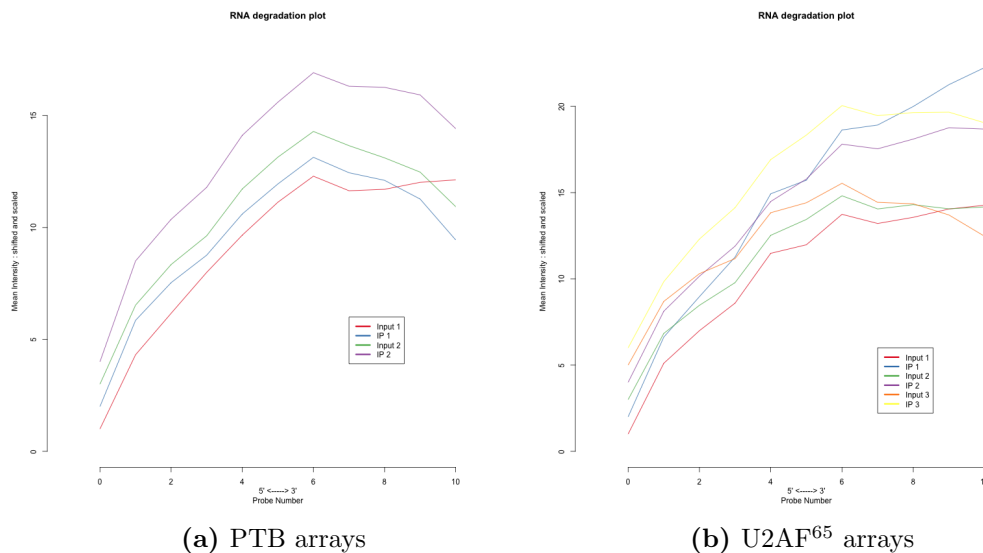 RNA degradation plot
Mean Intensity : shifted and scaled
15
10
5
0
Input 1
IP 1
Input 2
IP 2
0 2 4 6 8 10
5' <-----> 3'
Probe Number
(a) PTB arrays
RNA degradation plot
Mean Intensity : shifted and scaled
20
15
10
5
0
Input 1
IP 1
Input 2
IP 2
Input 3
IP 3
0 2 4 6 8 1
5' <-----> 3'
Probe Number
(b) U2AF⁶⁵ arrays